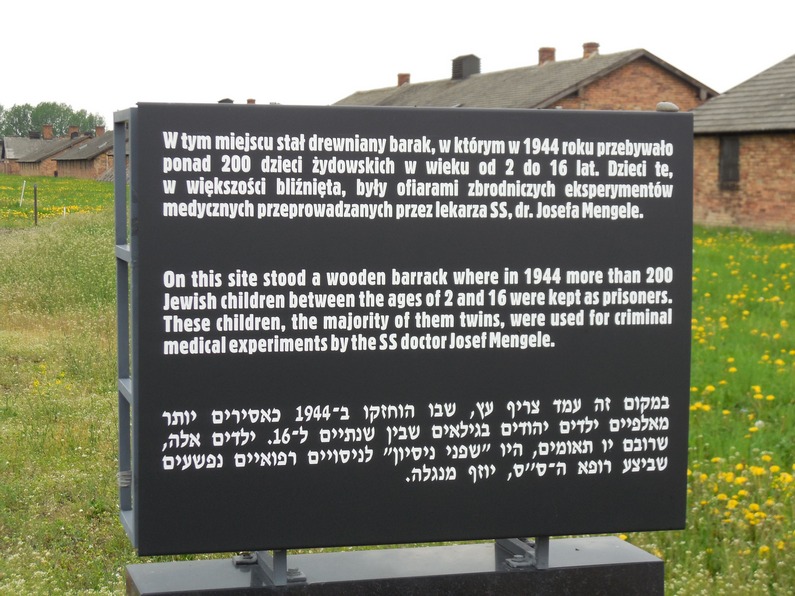 W tym miejscu stał drewniany barak, w którym w 1944 roku przebywało
ponad 200 dzieci żydowskich w wieku od 2 do 16 lat. Dzieci te,
w większości bliźnięta, były ofiarami zbrodniczych eksperymentów
medycznych przeprowadzanych przez lekarza SS, dr. Josefa Mengele.
On this site stood a wooden barrack where in 1944 more than 200
Jewish children between the ages of 2 and 16 were kept as prisoners.
These children, the majority of them twins, were used for criminal
medical experiments by the SS doctor Josef Mengele.
במקום זה עמד צריף עץ, שבו הוחזקו ב־1944 כאסירים יותר
מאלפיים ילדים יהודים בגילאים שבין שנתיים ל־16. ילדים אלה,
שרובם יו תאומים, היו "שפני ניסיון" לניסויים רפואיים נפשעים
שביצע רופא ה־ס"ס, יוזף מנגלה.